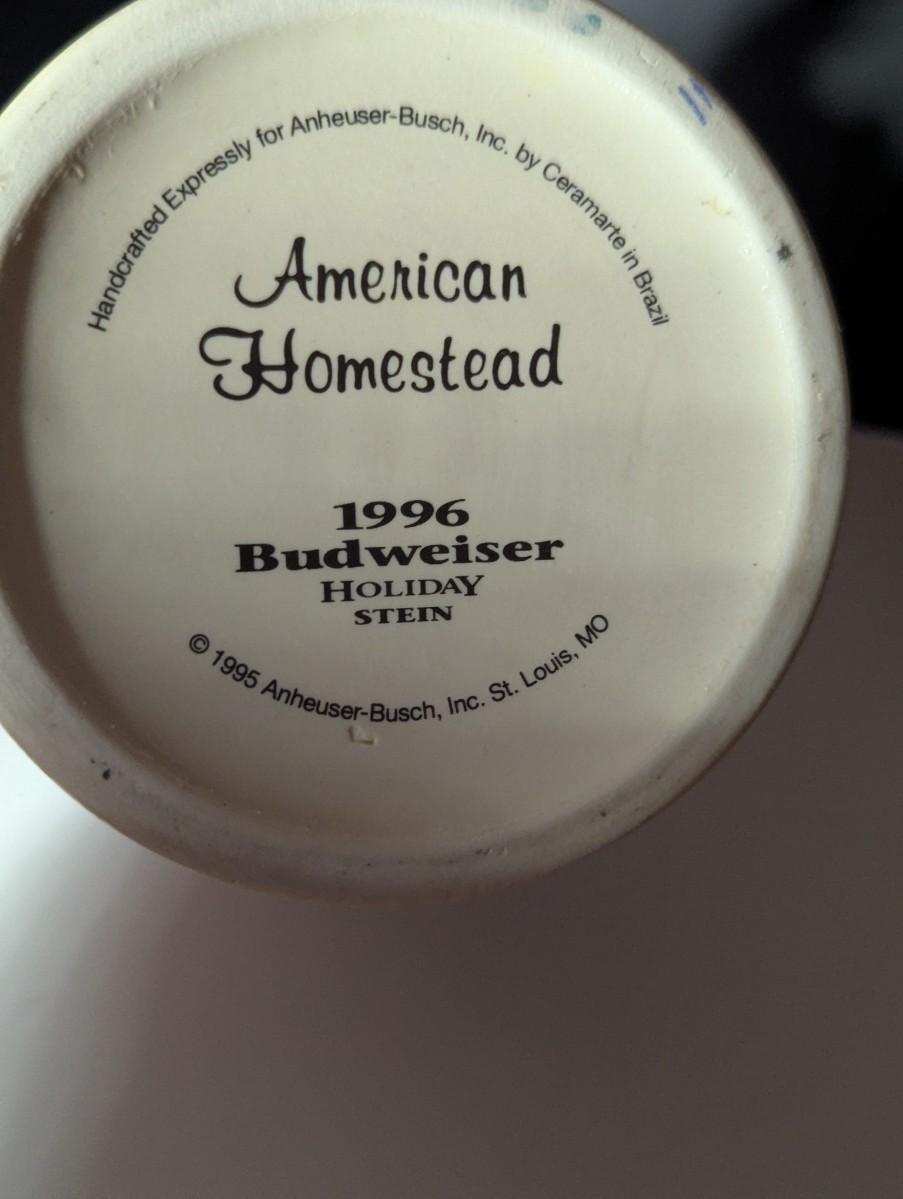 Handcrafted Expressly for Anheuser-Busch, Inc. by Ceramarte in Brazil
American
Homestead
1996
Budweiser
HOLIDAY
STEIN
© 1995 Anheuser-Busch, Inc. St. Louis, MO